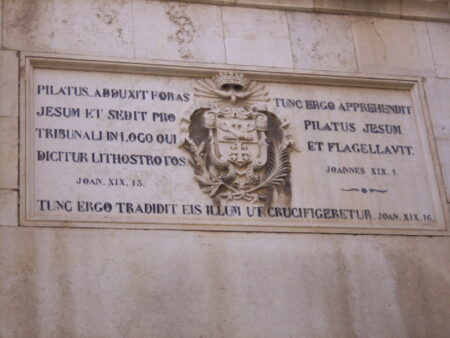 PILATUS ADDUXIT FORAS
JESUM ET SEDIT PRO
TRIBUNALI IN LOCO QUI
DICITUR LITHOSTROTOS.
JOAN. XIX. 13.
TUNC ERGO APPREHENDIT
PILATUS JESUM
ET FLAGELLAVIT.
JOANNES XIX. 1.
TUNC ERGO TRADIDIT EIS ILLUM UT CRUCIFIGERETUR. JOAN. XIX. 16.